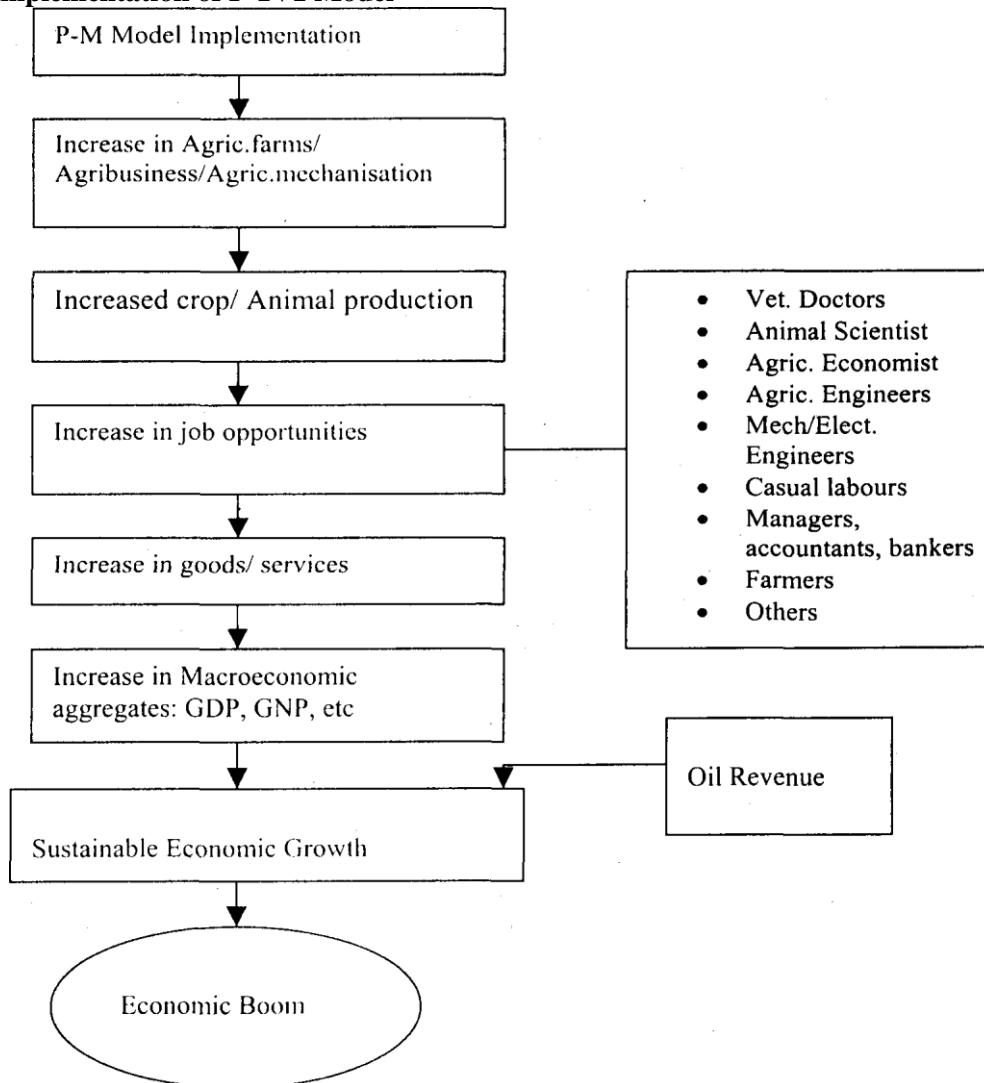 P-M Model Implementation
Increase in Agric.farms/
Agribusiness/Agric.mechanisation
Increased crop/ Animal production
Increase in job opportunities
• Vet. Doctors
• Animal Scientist
• Agric. Economist
• Agric. Engineers
• Mech/Elect.
Engineers
• Casual labours
• Managers,
accountants, bankers
• Farmers
• Others
Increase in goods/ services
Increase in Macroeconomic
aggregates: GDP, GNP, etc
Oil Revenue
Sustainable Economic Growth
Economic Boom